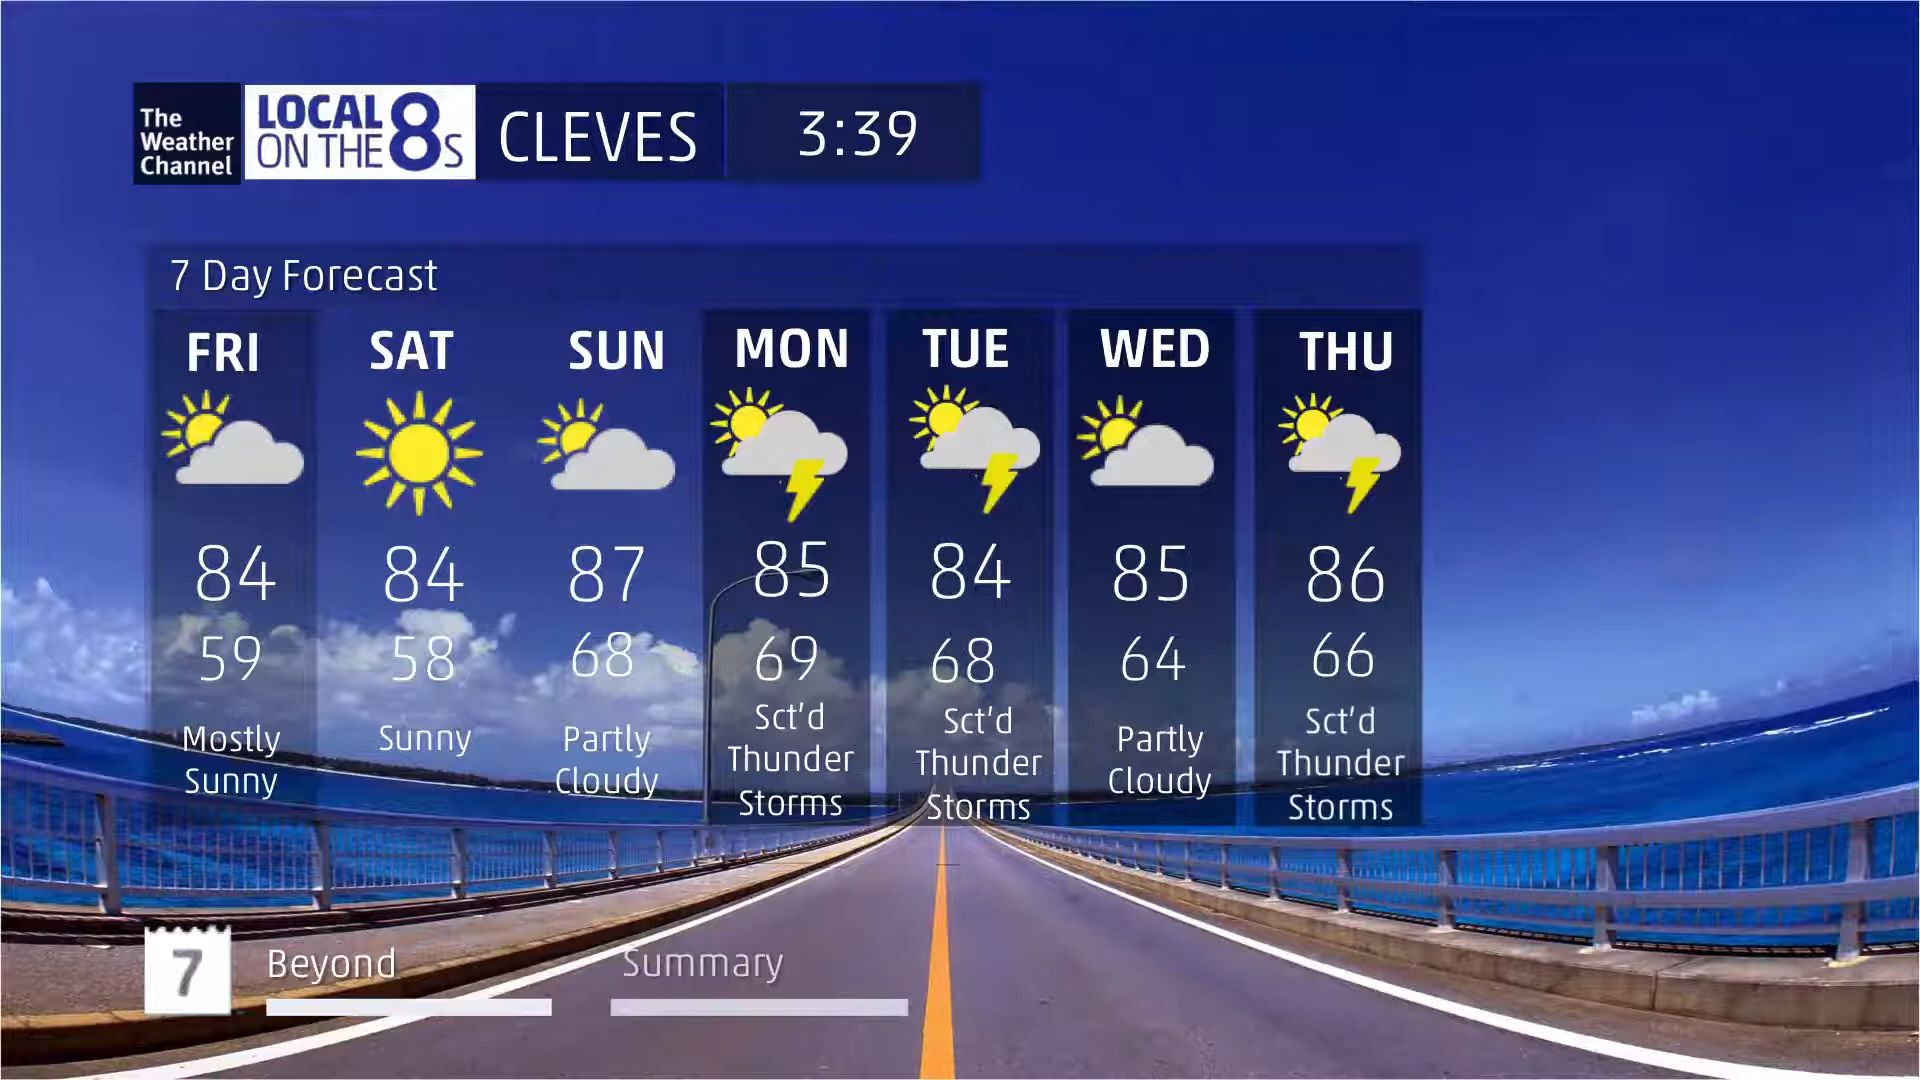 The
Weather
Channel
LOCAL
ON THE 8s
CLEVES
3:39
7 Day Forecast
FRI SAT SUN MON TUE WED THU
84 84 87 85 84 85 86
59 58 68 69 68 64 66
Mostly
Sunny
Sunny
Partly
Cloudy
Sct'd
Thunder
Storms
Sct'd
Thunder
Storms
Partly
Cloudy
Sct'd
Thunder
Storms
7
Beyond
Summary